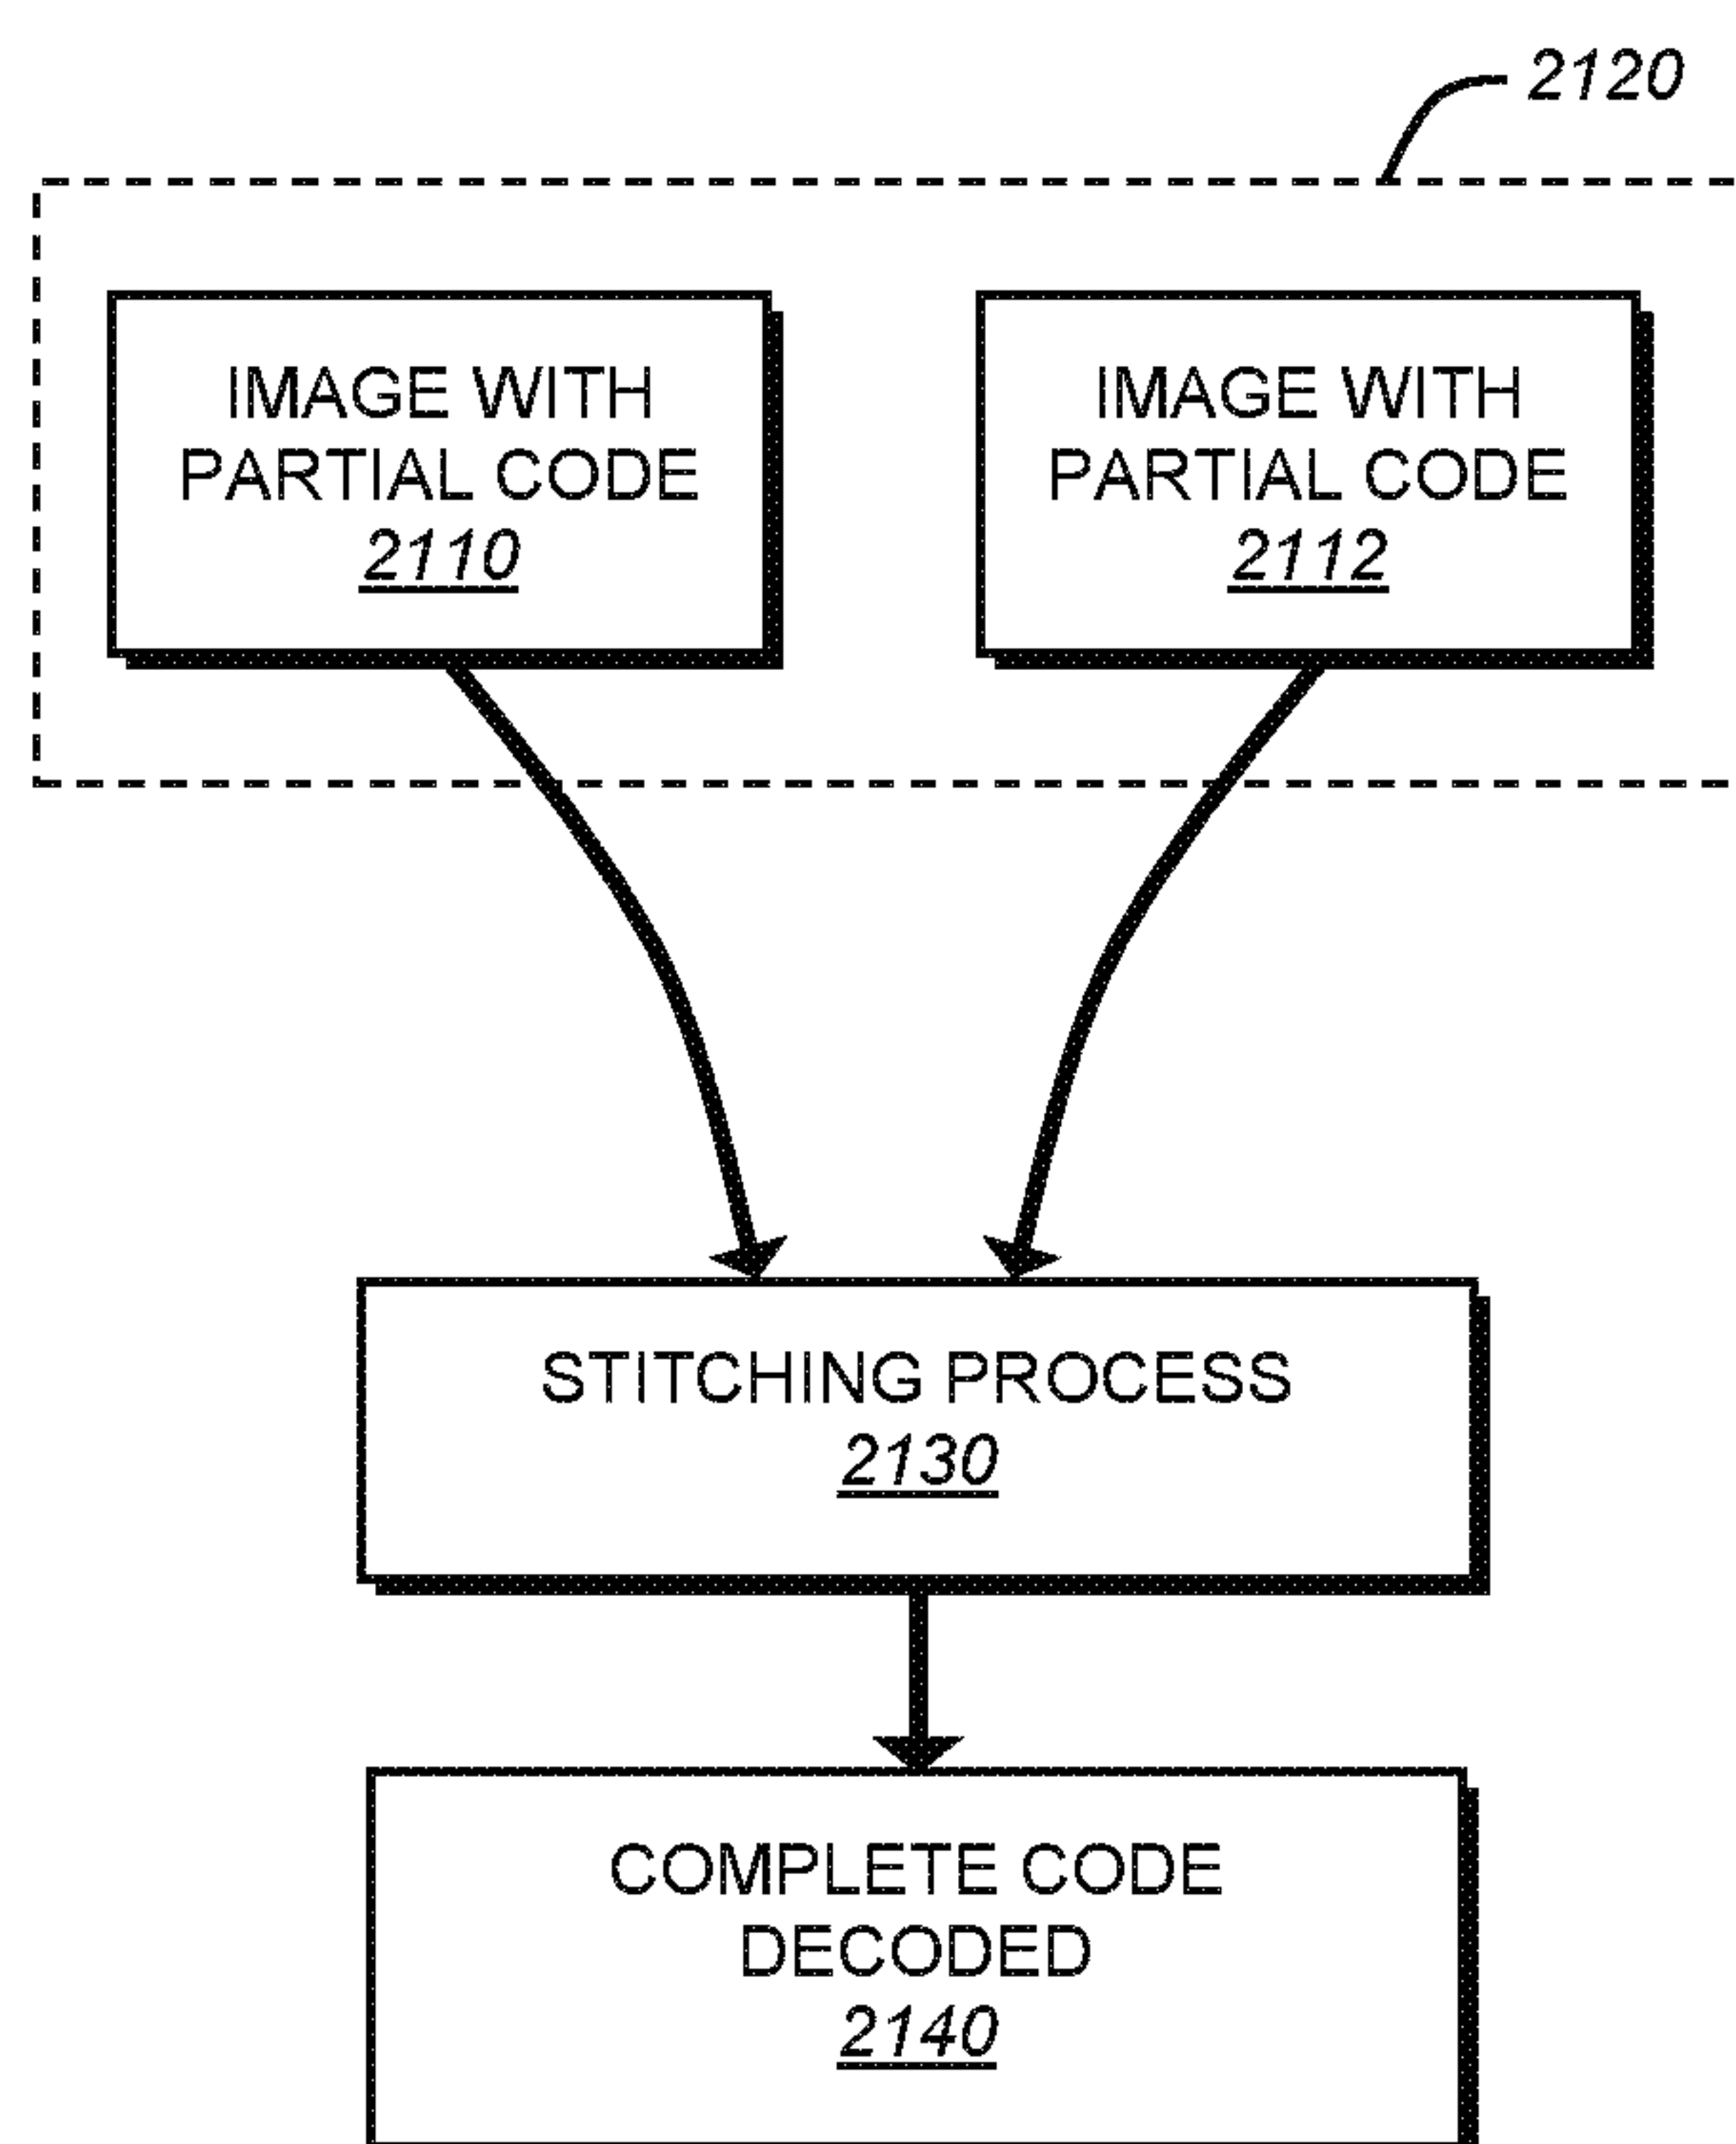 2120
IMAGE WITH
PARTIAL CODE
2110
IMAGE WITH
PARTIAL CODE
2112
STITCHING PROCESS
2130
COMPLETE CODE
DECODED
2140